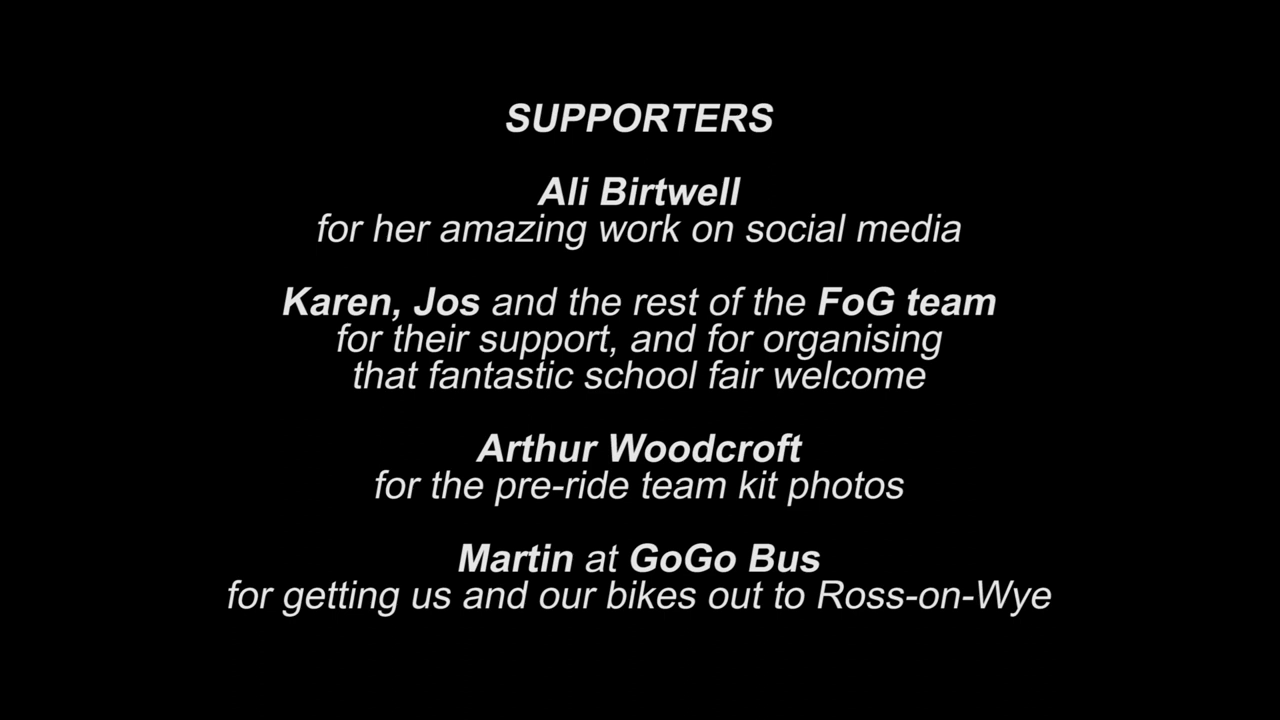 SUPPORTERS
Ali Birtwell
for her amazing work on social media
Karen, Jos and the rest of the FoG team
for their support, and for organising
that fantastic school fair welcome
Arthur Woodcroft
for the pre-ride team kit photos
Martin at GoGo Bus
for getting us and our bikes out to Ross-on-Wye